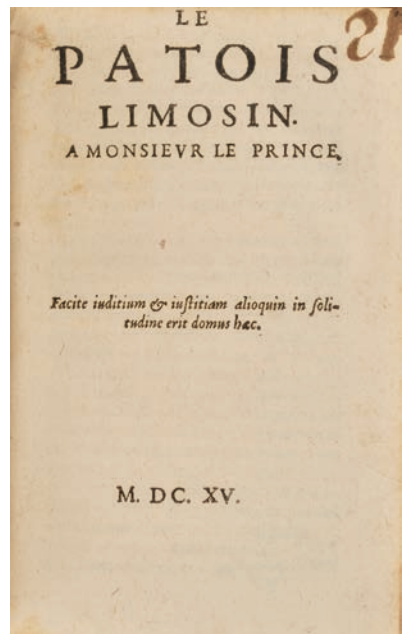 LE
PATOIS
LIMOSIN.
A MONSIEVR LE PRINCE,
Facite iuditium & iuſtitiam alioquin in ſoli-
tudine erit domus hæc.
M. DC. XV.